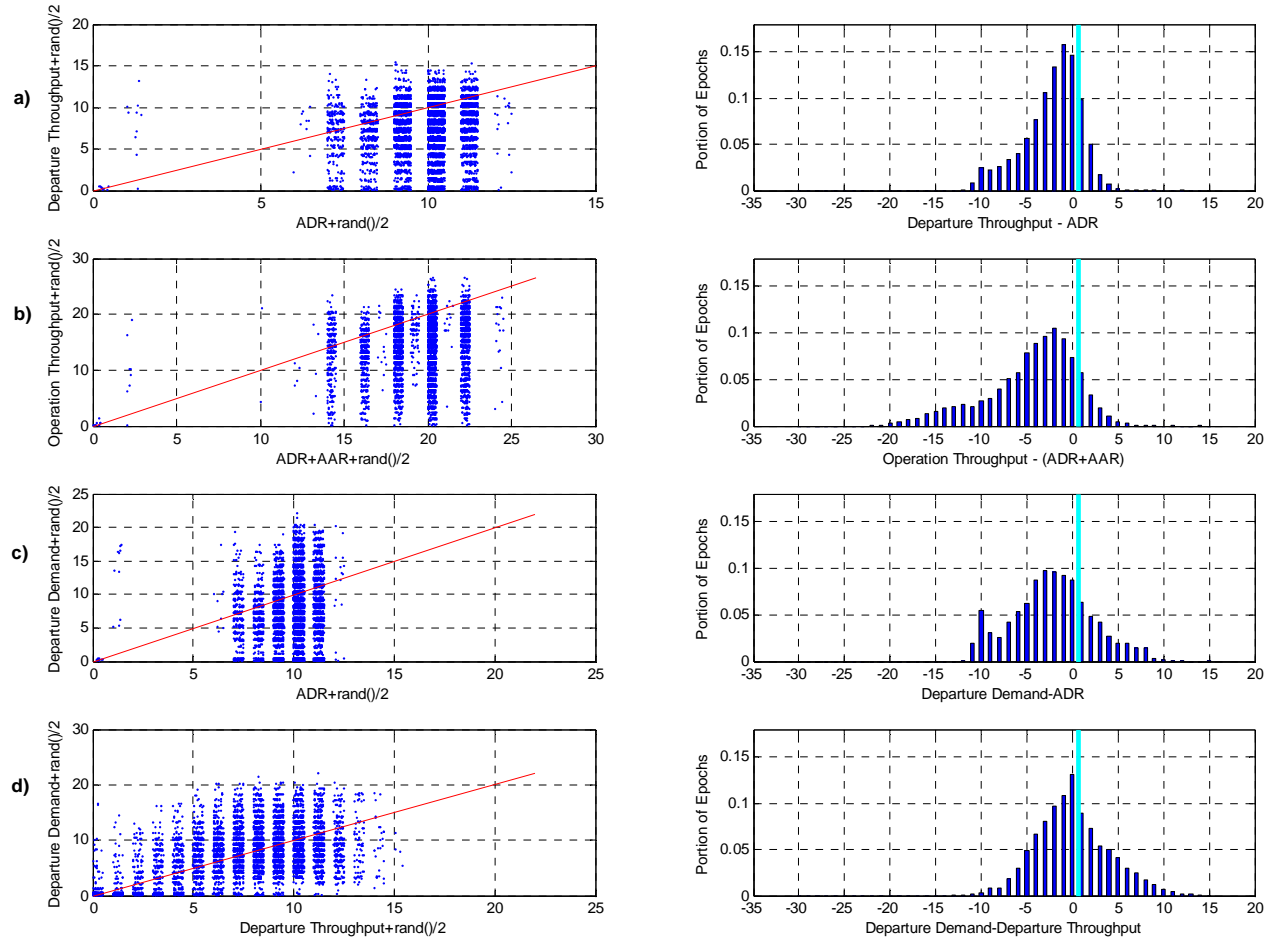 a)
Departure Throughput+rand()/2
20
15
10
5
0
0 5 10 15
ADR+rand()/2
Portion of Epochs
0.15
0.1
0.05
0
-35 -30 -25 -20 -15 -10 -5 0 5 10 15 20
Departure Throughput - ADR
b)
Operation Throughput+rand()/2
30
20
10
0
0 5 10 15 20 25 30
ADR+AAR+rand()/2
Portion of Epochs
0.15
0.1
0.05
0
-35 -30 -25 -20 -15 -10 -5 0 5 10 15 20
Operation Throughput - (ADR+AAR)
c)
Departure Demand+rand()/2
25
20
15
10
5
0
0 5 10 15 20 25
ADR+rand()/2
Portion of Epochs
0.15
0.1
0.05
0
-35 -30 -25 -20 -15 -10 -5 0 5 10 15 20
Departure Demand-ADR
d)
Departure Demand+rand()/2
30
20
10
0
0 5 10 15 20 25
Departure Throughput+rand()/2
Portion of Epochs
0.15
0.1
0.05
0
-35 -30 -25 -20 -15 -10 -5 0 5 10 15 20
Departure Demand-Departure Throughput